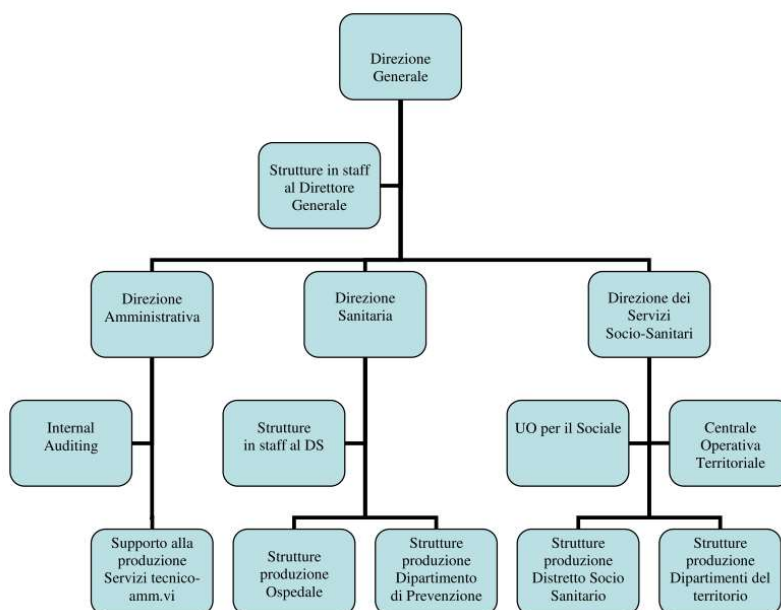 Direzione
Generale
Strutture in staff
al Direttore
Generale
Direzione
Amministrativa
Direzione
Sanitaria
Direzione dei
Servizi
Socio-Sanitari
Internal
Auditing
Strutture
in staff al DS
UO per il Sociale
Centrale
Operativa
Territoriale
Supporto alla
produzione
Servizi tecnico-
amm.vi
Strutture
produzione
Ospedale
Strutture
produzione
Dipartimento
di Prevenzione
Strutture
produzione
Distretto Socio
Sanitario
Strutture
produzione
Dipartimenti del
territorio